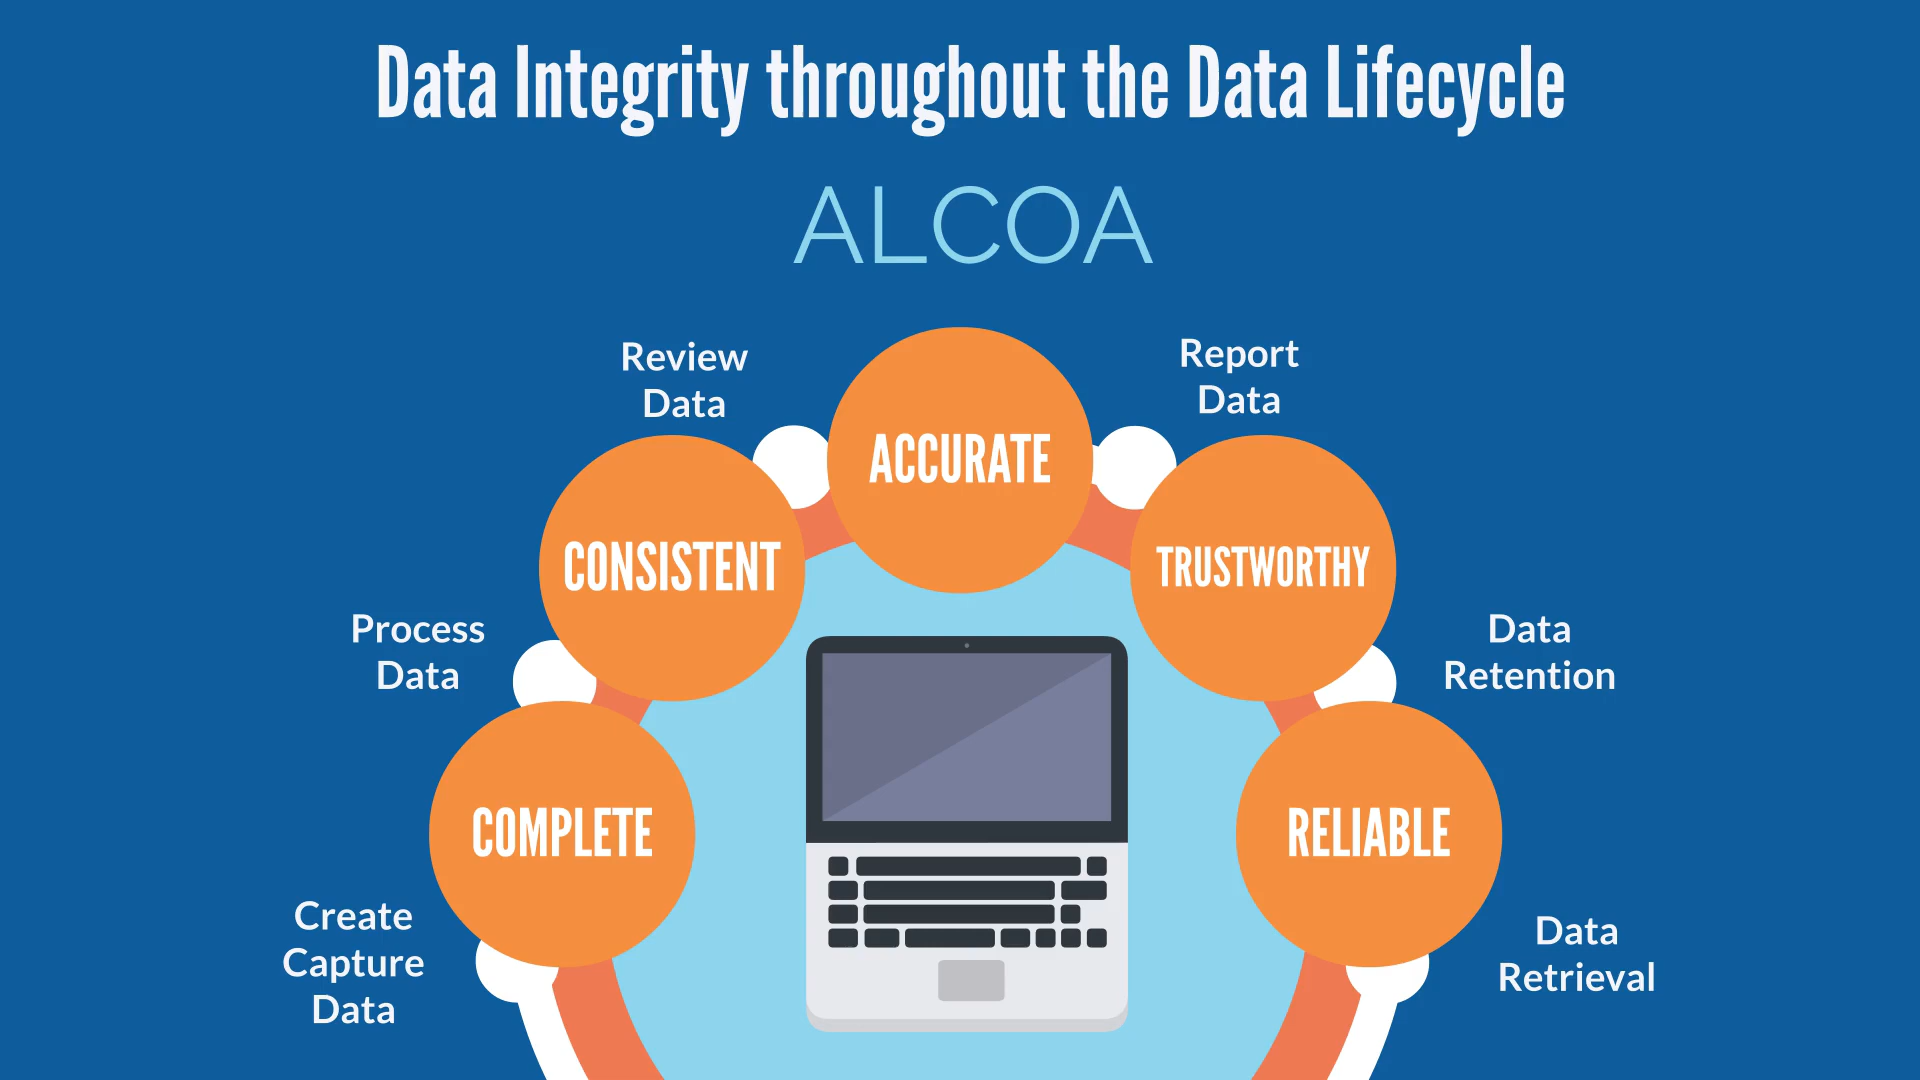 Data Integrity throughout the Data Lifecycle
ALCOA
Review
Data
Report
Data
ACCURATE
CONSISTENT
TRUSTWORTHY
Process
Data
Data
Retention
COMPLETE
RELIABLE
Create
Capture
Data
Data
Retrieval